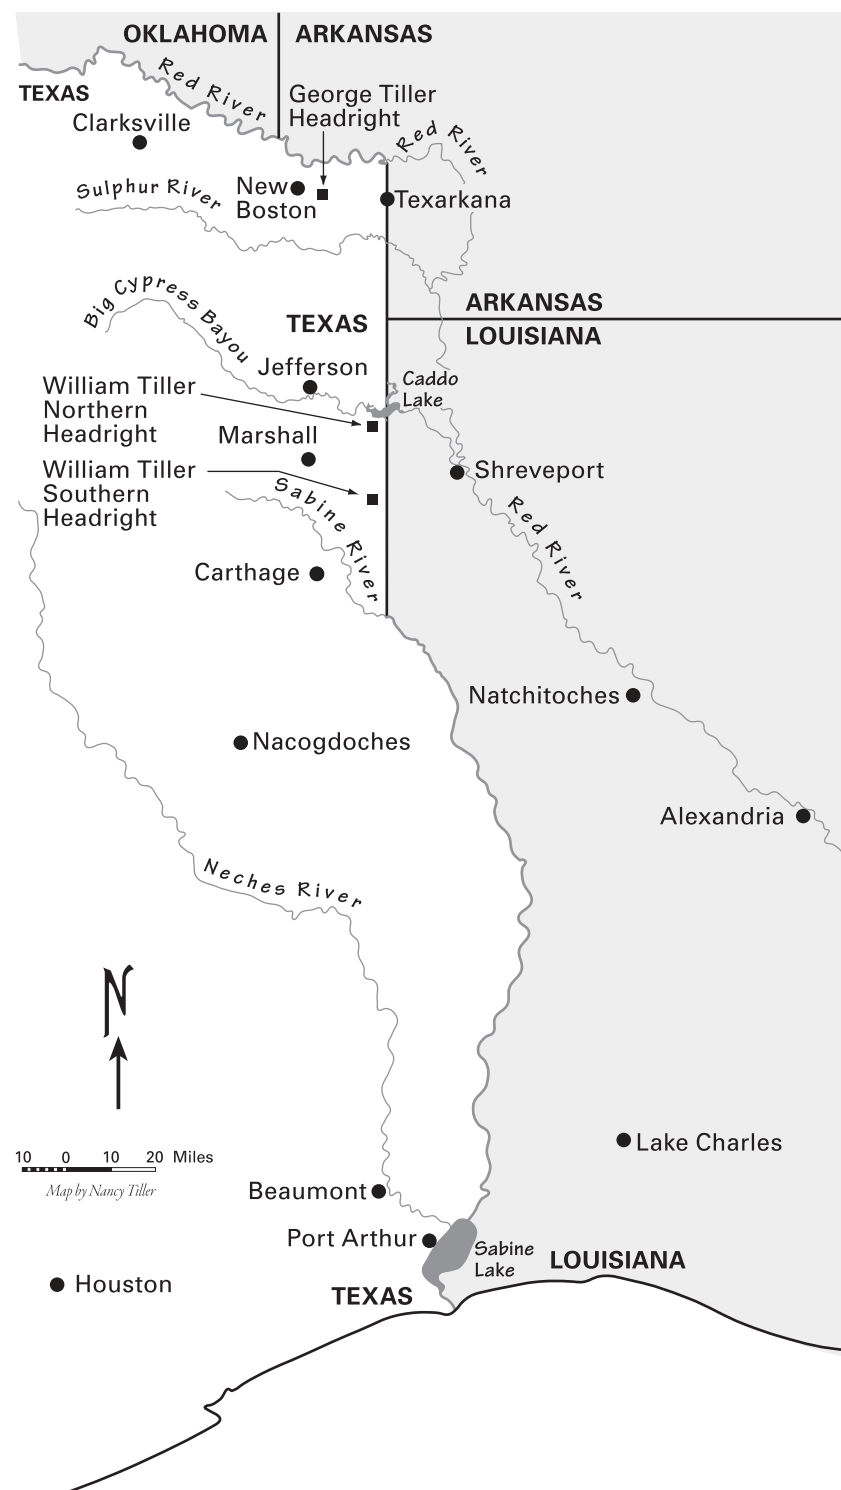 OKLAHOMA
ARKANSAS
Red River
TEXAS
George Tiller
Headright
Clarksville
Red River
Sulphur River
New
Boston
Texarkana
Big Cypress Bayou
ARKANSAS
TEXAS
LOUISIANA
Jefferson
Caddo
Lake
William Tiller
Northern
Headright
Marshall
William Tiller
Southern
Headright
Shreveport
Sabine River
Red River
Carthage
Natchitoches
Nacogdoches
Alexandria
Neches River
N
Lake Charles
10 0 10 20 Miles
Map by Nancy Tiller
Beaumont
Port Arthur
Sabine
Lake
LOUISIANA
Houston
TEXAS